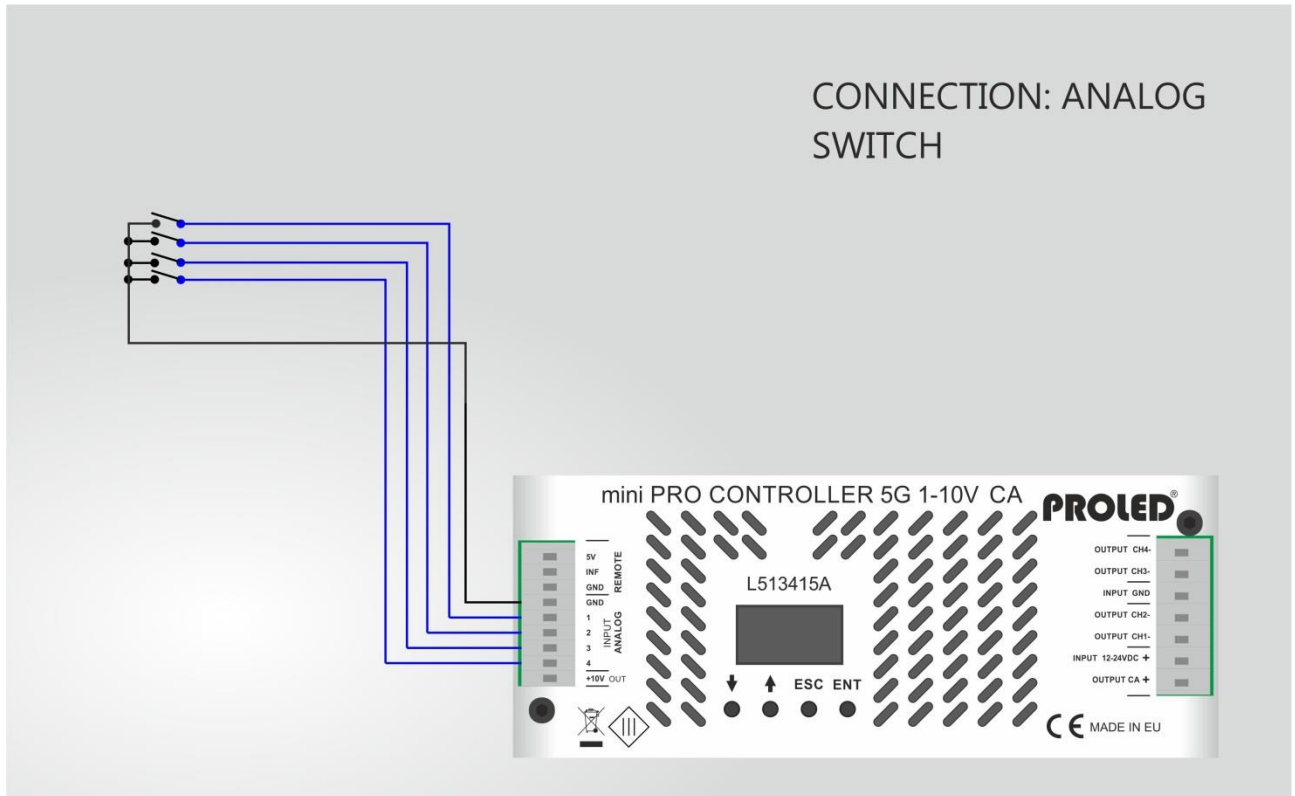 CONNECTION: ANALOG
SWITCH
mini PRO CONTROLLER 5G 1-10V CA
PROLED®
5V
INF
GND
REMOTE
GND
1
2
3
4
INPUT
ANALOG
+10V OUT
L513415A
ESC ENT
OUTPUT CH4-
OUTPUT CH3-
INPUT GND
OUTPUT CH2-
OUTPUT CH1-
INPUT 12-24VDC +
OUTPUT CA +
CE MADE IN EU